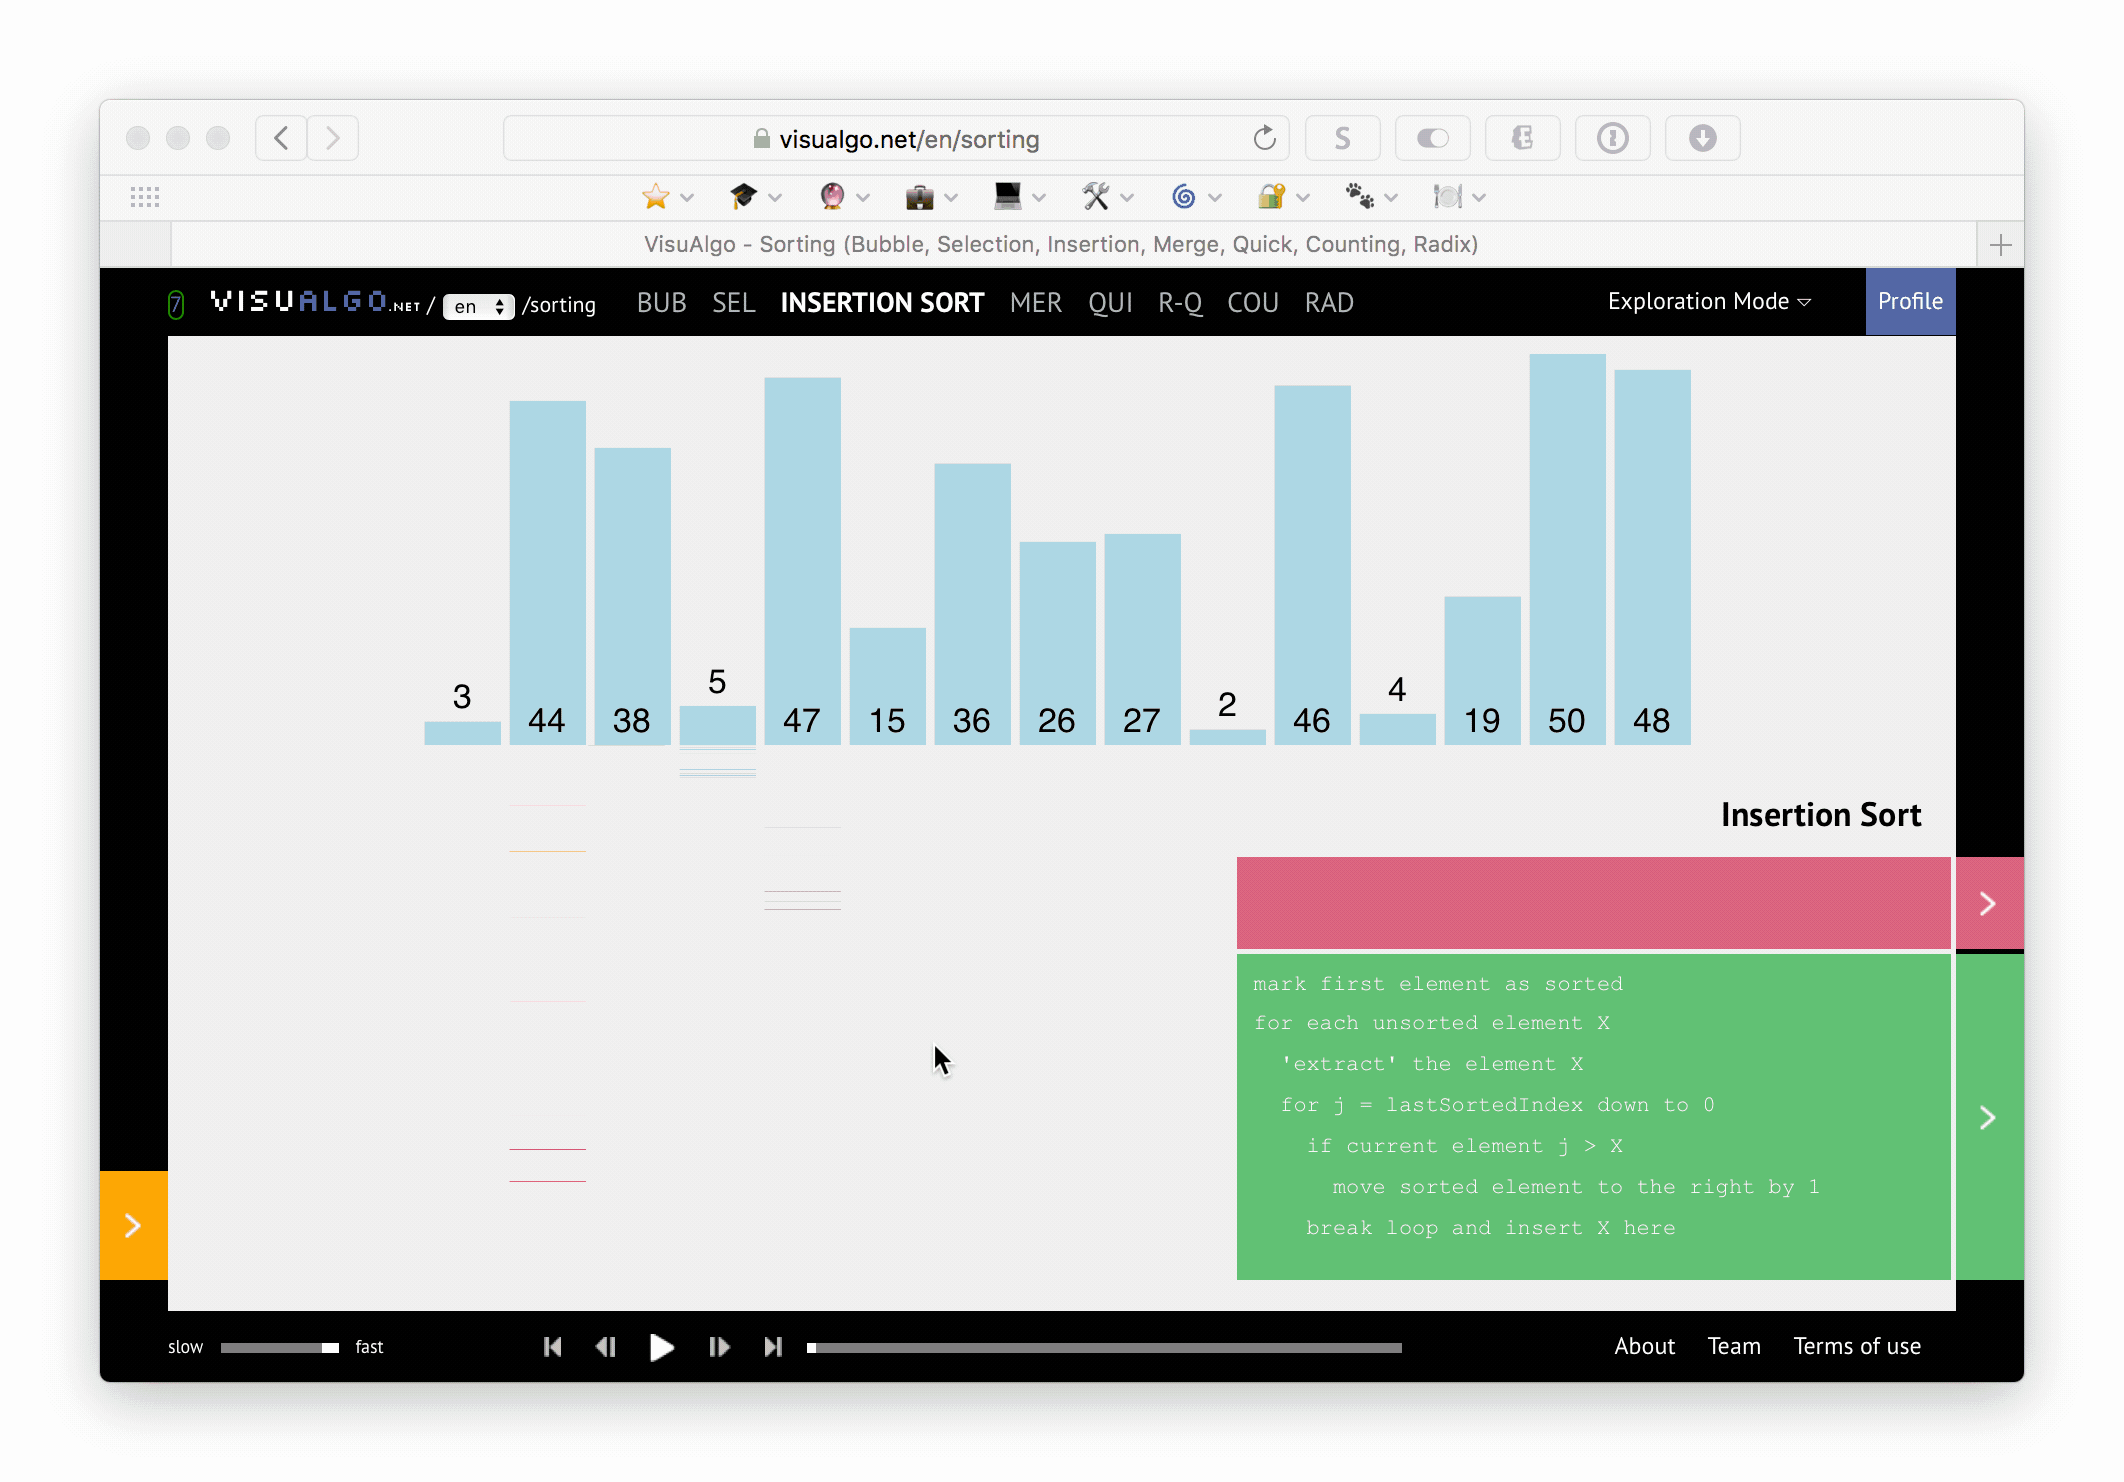 visualgo.net/en/sorting
S
VisuAlgo - Sorting (Bubble, Selection, Insertion, Merge, Quick, Counting, Radix)
7 VISUALGO.NET / en /sorting BUB SEL INSERTION SORT MER QUI R-Q COU RAD Exploration Mode Profile
3 44 38 5 47 15 36 26 27 2 46 4 19 50 48
Insertion Sort
mark first element as sorted
for each unsorted element X
'extract' the element X
for j = lastSortedIndex down to 0
if current element j > X
move sorted element to the right by 1
break loop and insert X here
slow fast About Team Terms of use